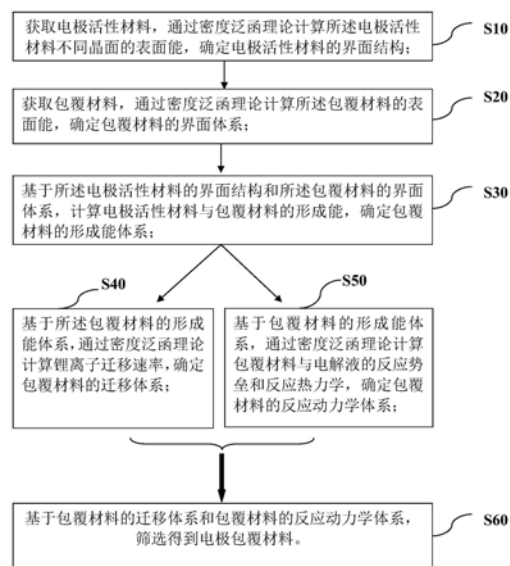 获取电极活性材料，通过密度泛函理论计算所述电极活性
材料不同晶面的表面能，确定电极活性材料的界面结构；
S10
获取包覆材料，通过密度泛函理论计算所述包覆材料的表
面能，确定包覆材料的界面体系；
S20
基于所述电极活性材料的界面结构和所述包覆材料的界面
体系，计算电极活性材料与包覆材料的形成能，确定包覆
材料的形成能体系；
S30
S40
基于所述包覆材料的形成
能体系，通过密度泛函理论
计算锂离子迁移速率，确定
包覆材料的迁移体系；
S50
基于包覆材料的形成能体
系，通过密度泛函理论计算
包覆材料与电解液的反应势
垒和反应热力学，确定包覆
材料的反应动力学体系；
基于包覆材料的迁移体系和包覆材料的反应动力学体系，
筛选得到电极包覆材料。
S60